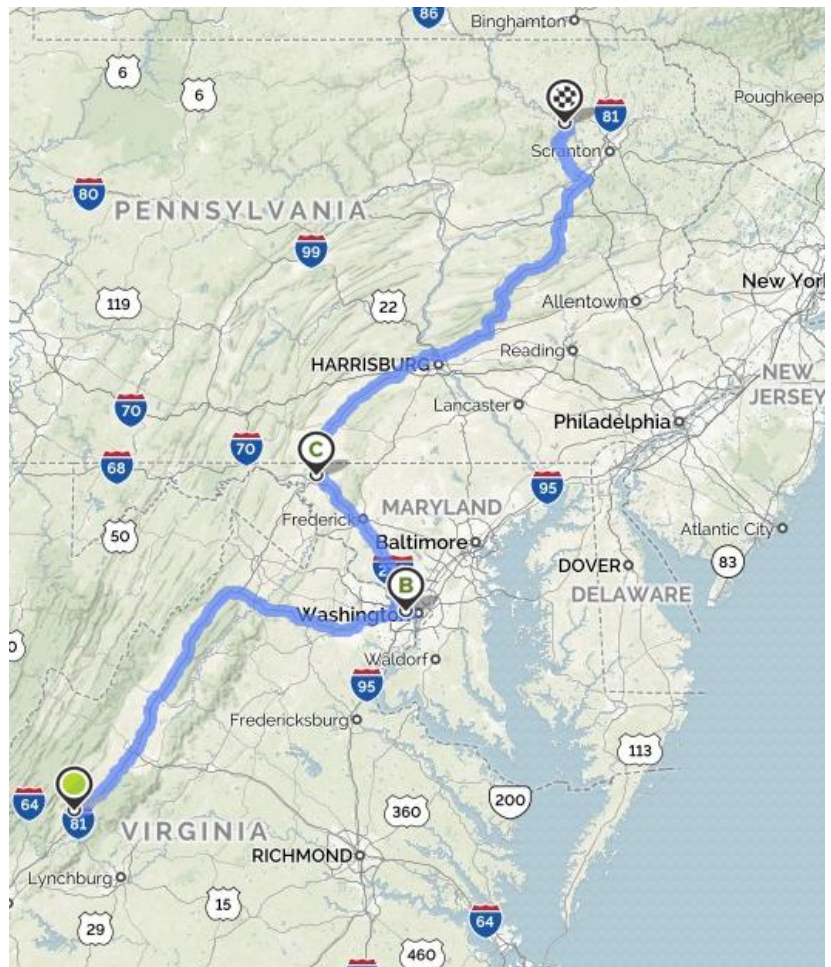 86
Binghamton
6
6
Poughkeep
81
Scranton
80
PENNSYLVANIA
99
New York
119
22
Allentown
HARRISBURG
Reading
NEW
JERSEY
70
Lancaster
Philadelphia
C
70
68
95
MARYLAND
50
Frederick
Baltimore
Atlantic City
DOVER
83
2
B
DELAWARE
Washington
Waldorf
95
Fredericksburg
113
64
200
81
VIRGINIA
360
RICHMOND
Lynchburg
15
64
29
460